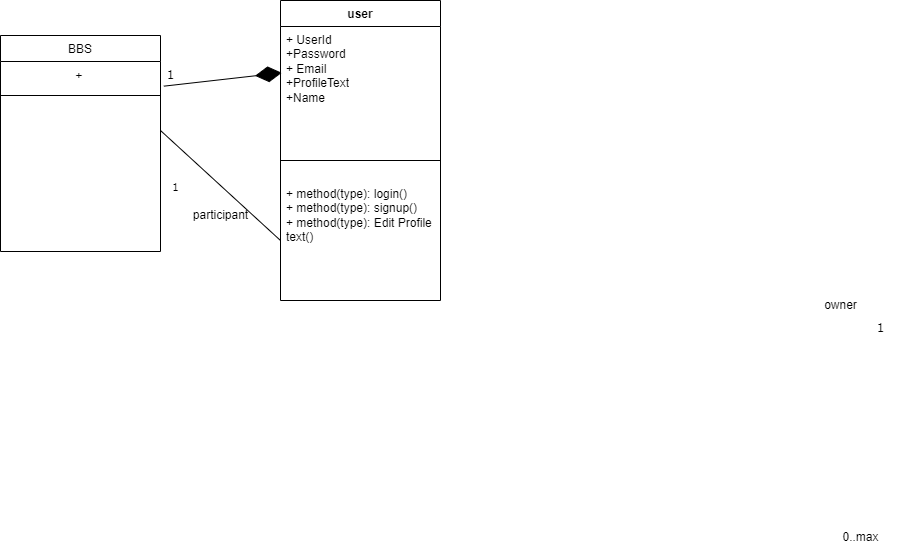 BBS
+
1
1
participant
user
+ UserId
+Password
+ Email
+ProfileText
+Name
+ method(type): login()
+ method(type): signup()
+ method(type): Edit Profile
text()
owner
1
0..max